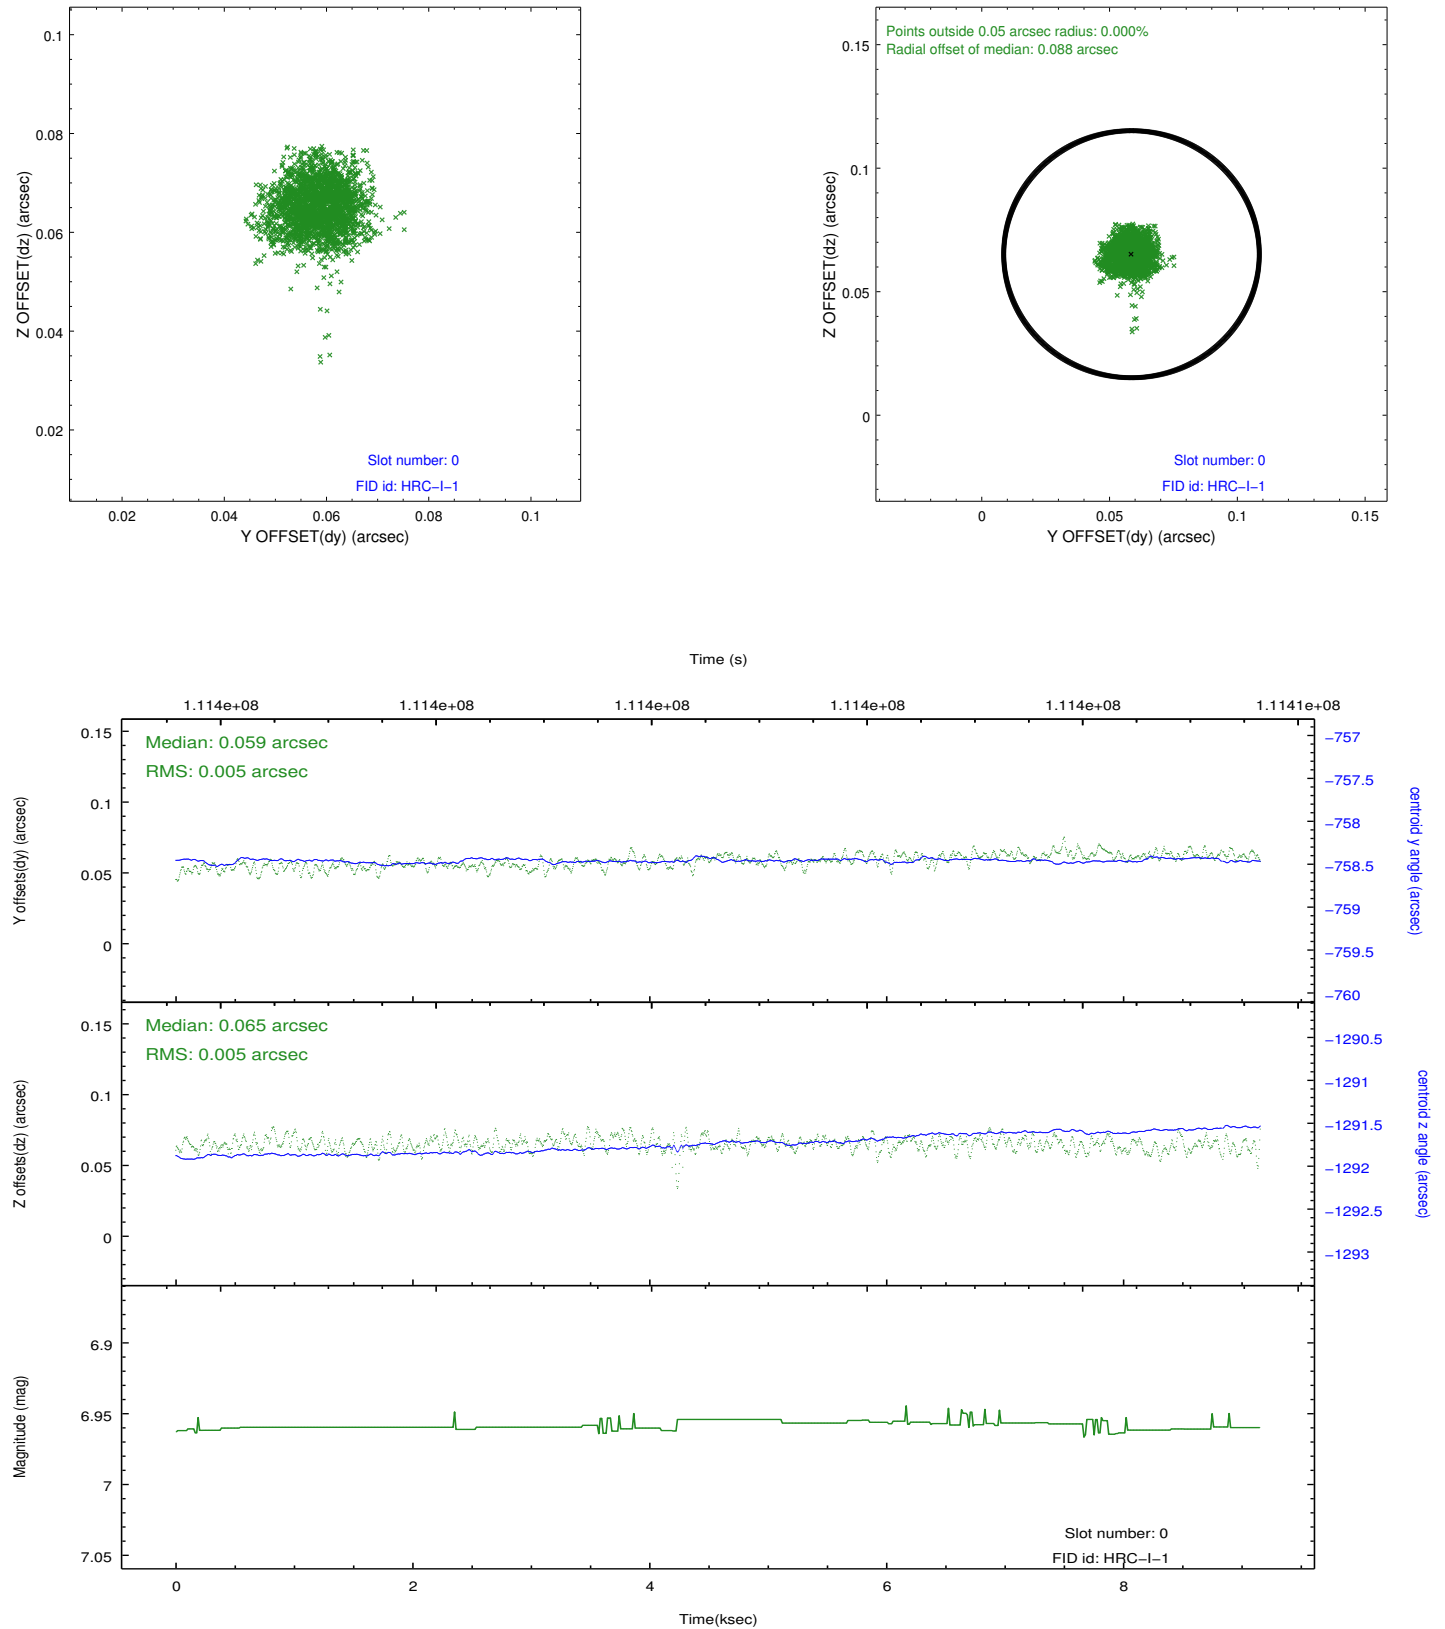 0.1
0.08
0.06
0.04
0.02
Z OFFSET(dz) (arcsec)
Slot number: 0
FID id: HRC−I−1
0.02 0.04 0.06 0.08 0.1
Y OFFSET(dy) (arcsec)
Points outside 0.05 arcsec radius: 0.000%
Radial offset of median: 0.088 arcsec
0.15
0.1
0.05
0
Z OFFSET(dz) (arcsec)
Slot number: 0
FID id: HRC−I−1
0 0.05 0.1 0.15
Y OFFSET(dy) (arcsec)
Time (s)
1.114e+08 1.114e+08 1.114e+08 1.114e+08 1.114e+08 1.1141e+08
Median: 0.059 arcsec
RMS: 0.005 arcsec
0.15
0.1
0.05
0
Y offsets(dy) (arcsec)
−757
−757.5
−758
−758.5
−759
−759.5
−760
centroid y angle (arcsec)
Median: 0.065 arcsec
RMS: 0.005 arcsec
0.15
0.1
0.05
0
Z offsets(dz) (arcsec)
−1290.5
−1291
−1291.5
−1292
−1292.5
−1293
centroid z angle (arcsec)
6.9
6.95
7
7.05
Magnitude (mag)
Slot number: 0
FID id: HRC−I−1
0 2 4 6 8
Time(ksec)